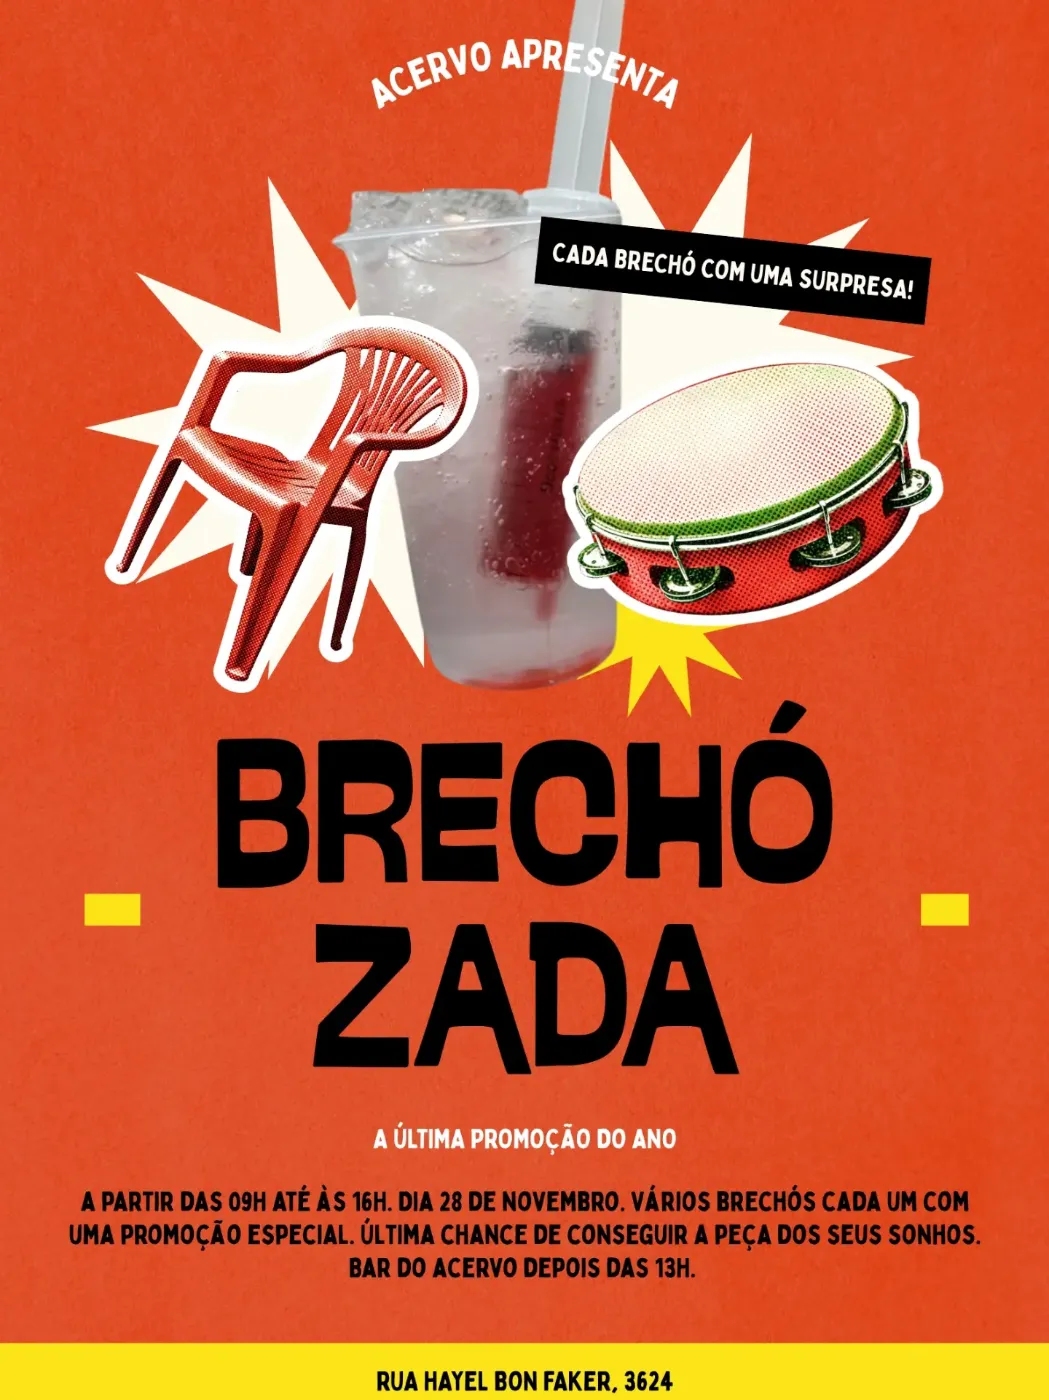 ACERVO APRESENTA
CADA BRECHÓ COM UMA SURPRESA!
BRECHÓ
ZADA
A ÚLTIMA PROMOÇÃO DO ANO
A PARTIR DAS 09H ATÉ ÀS 16H. DIA 28 DE NOVEMBRO. VÁRIOS BRECHÓS CADA UM COM
UMA PROMOÇÃO ESPECIAL. ÚLTIMA CHANCE DE CONSEGUIR A PEÇA DOS SEUS SONHOS.
BAR DO ACERVO DEPOIS DAS 13H.
RUA HAYEL BON FAKER, 3624